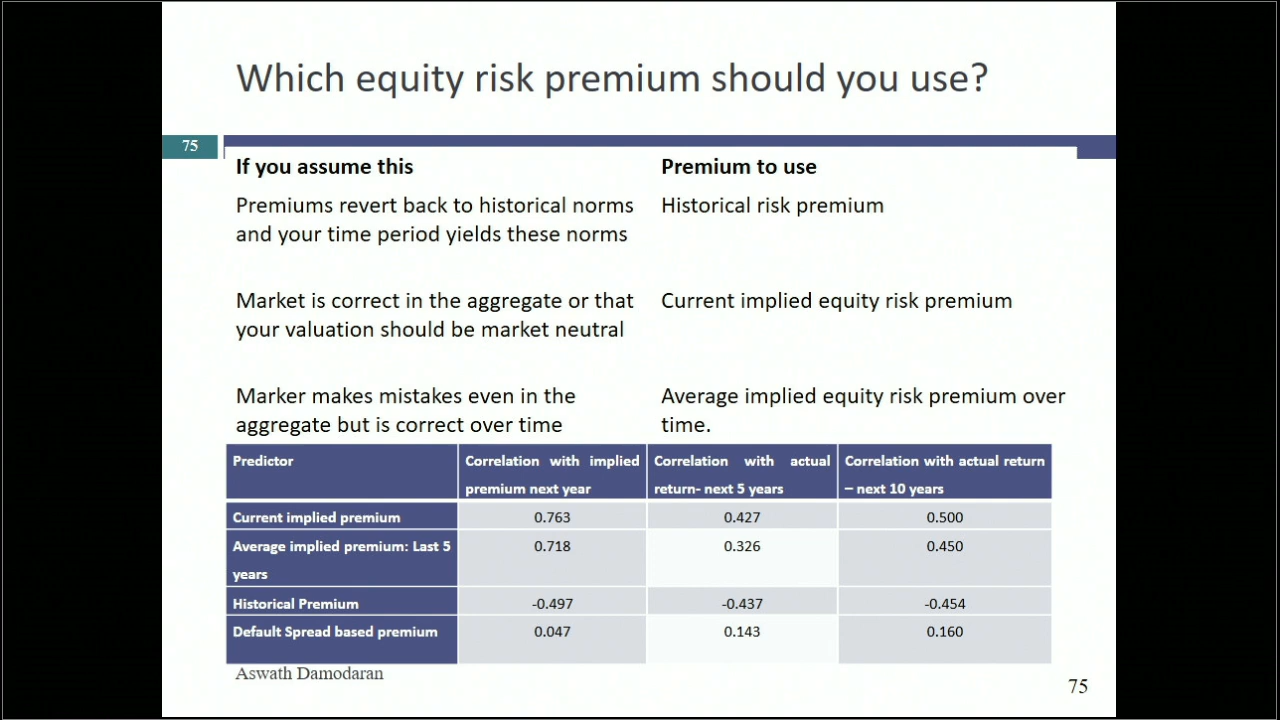 Which equity risk premium should you use?
75
If you assume this
Premium to use
Premiums revert back to historical norms
and your time period yields these norms
Historical risk premium
Market is correct in the aggregate or that
your valuation should be market neutral
Current implied equity risk premium
Marker makes mistakes even in the
aggregate but is correct over time
Average implied equity risk premium over
time.
Predictor
Correlation with implied
premium next year
Correlation with actual
return- next 5 years
Correlation with actual return
– next 10 years
Current implied premium
0.763
0.427
0.500
Average implied premium: Last 5
years
0.718
0.326
0.450
Historical Premium
-0.497
-0.437
-0.454
Default Spread based premium
0.047
0.143
0.160
Aswath Damodaran
75